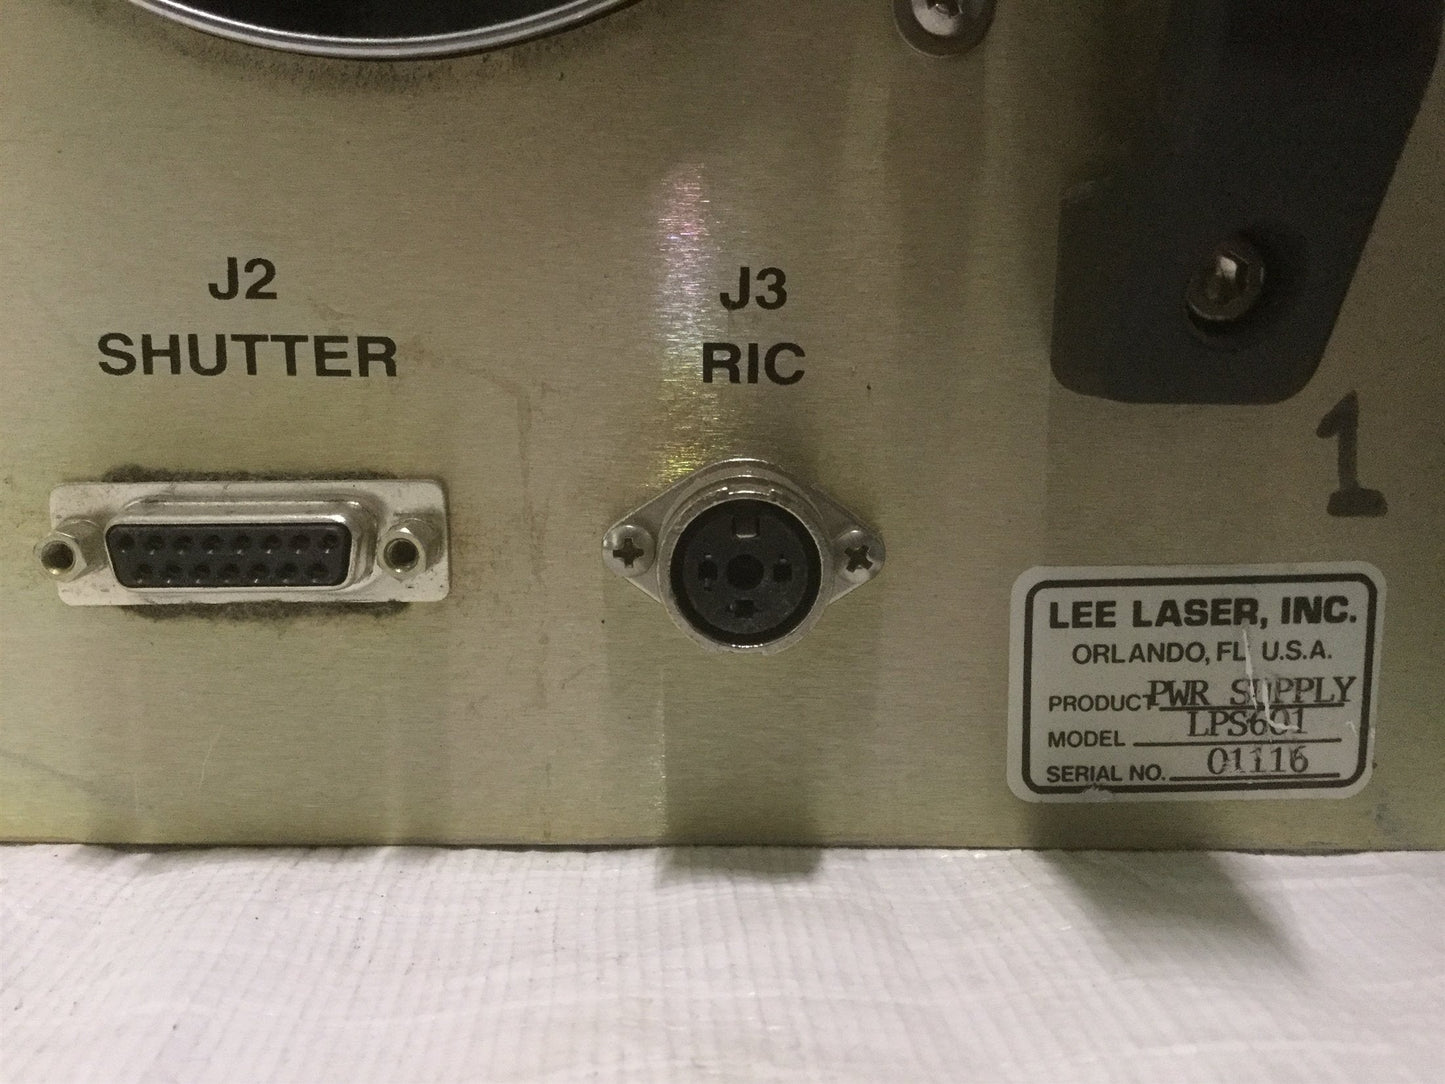 J2
SHUTTER
J3
RIC
1
LEE LASER, INC.
ORLANDO, FL U.S.A.
PRODUCT PWR SUPPLY
MODEL LPS601
SERIAL NO. 01116